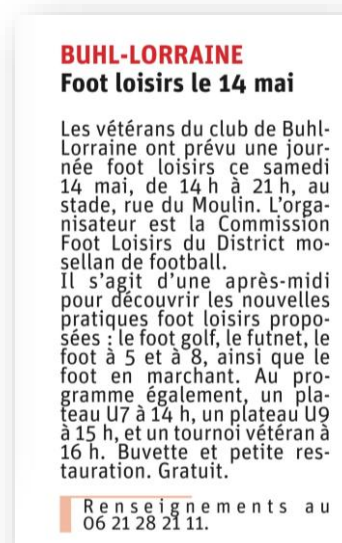 BUHL-LORRAINE
Foot loisirs le 14 mai
Les vétérans du club de Buhl-
Lorraine ont prévu une jour-
née foot loisirs ce samedi
14 mai, de 14 h à 21 h, au
stade, rue du Moulin. L’orga-
nisateur est la Commission
Foot Loisirs du District mo-
sellan de football.
Il s’agit d’une après-midi
pour découvrir les nouvelles
pratiques foot loisirs propo-
sées : le foot golf, le futnet, le
foot à 5 et à 8, ainsi que le
foot en marchant. Au pro-
gramme également, un pla-
teau U7 à 14 h, un plateau U9
à 15 h, et un tournoi vétéran à
16 h. Buvette et petite res-
tauration. Gratuit.
Renseignements au
06 21 28 21 11.